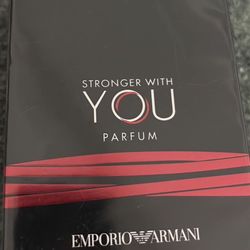 STRONGER WITH
YOU
PARFUM
EMPORIO ARMANI